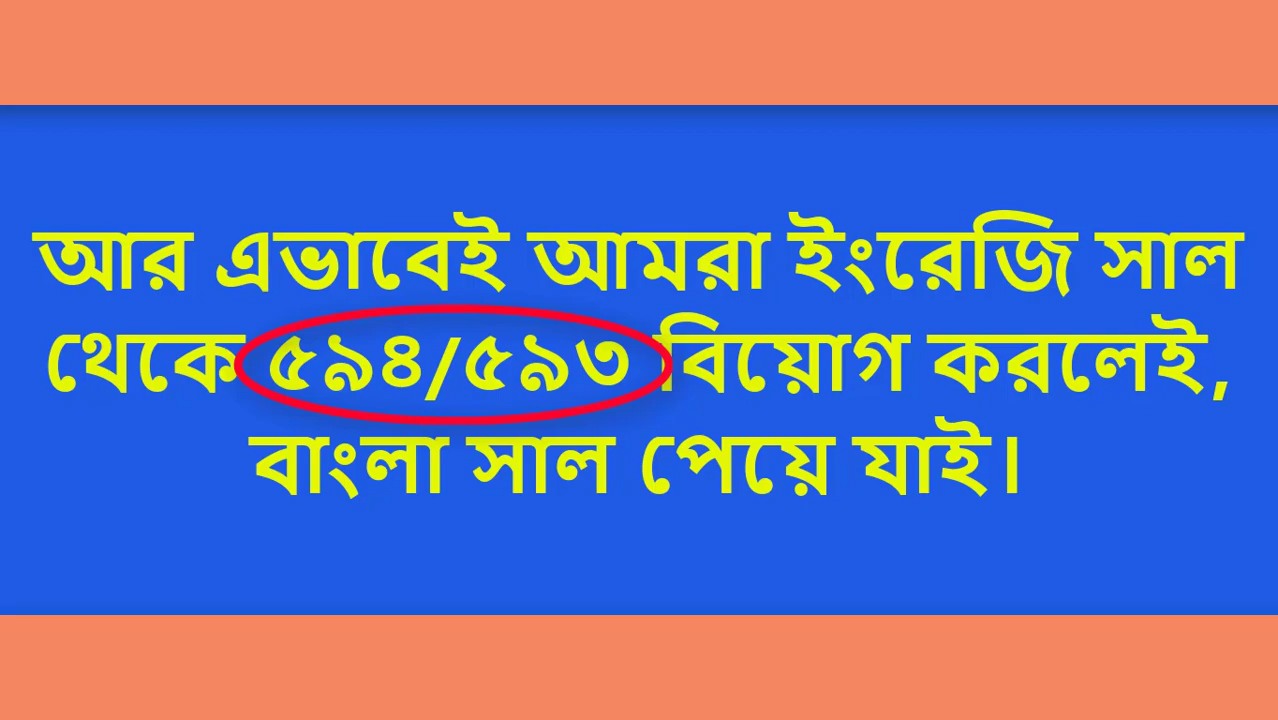 আর এভাবেই আমরা ইংরেজি সাল
থেকে ৫৯৪/৫৯৩ বিয়োগ করলেই,
বাংলা সাল পেয়ে যাই।